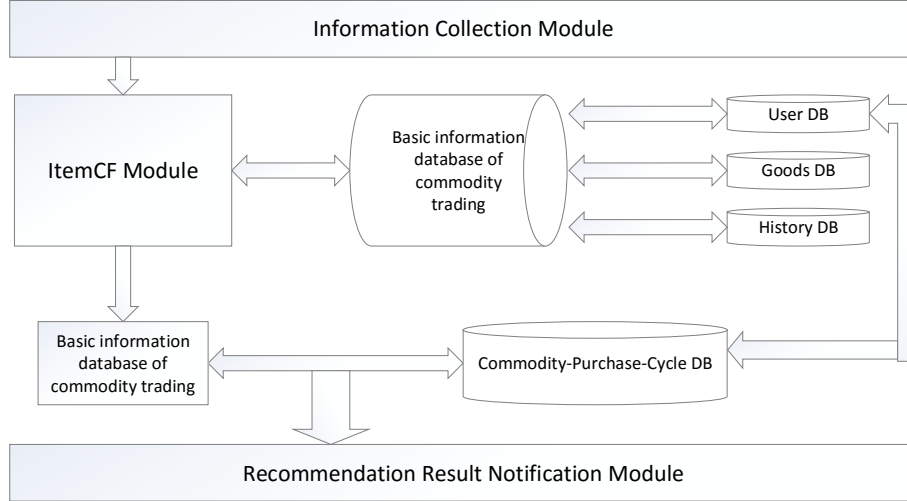 Information Collection Module
ItemCF Module
Basic information
database of
commodity
trading
User DB
Goods DB
History DB
Basic information
database of
commodity trading
Commodity-Purchase-Cycle DB
Recommendation Result Notification Module